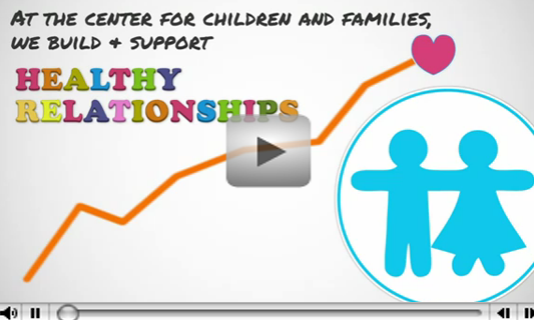 At the center for children and families,
we build & support
HEALTHY
RELATIONSHIPS